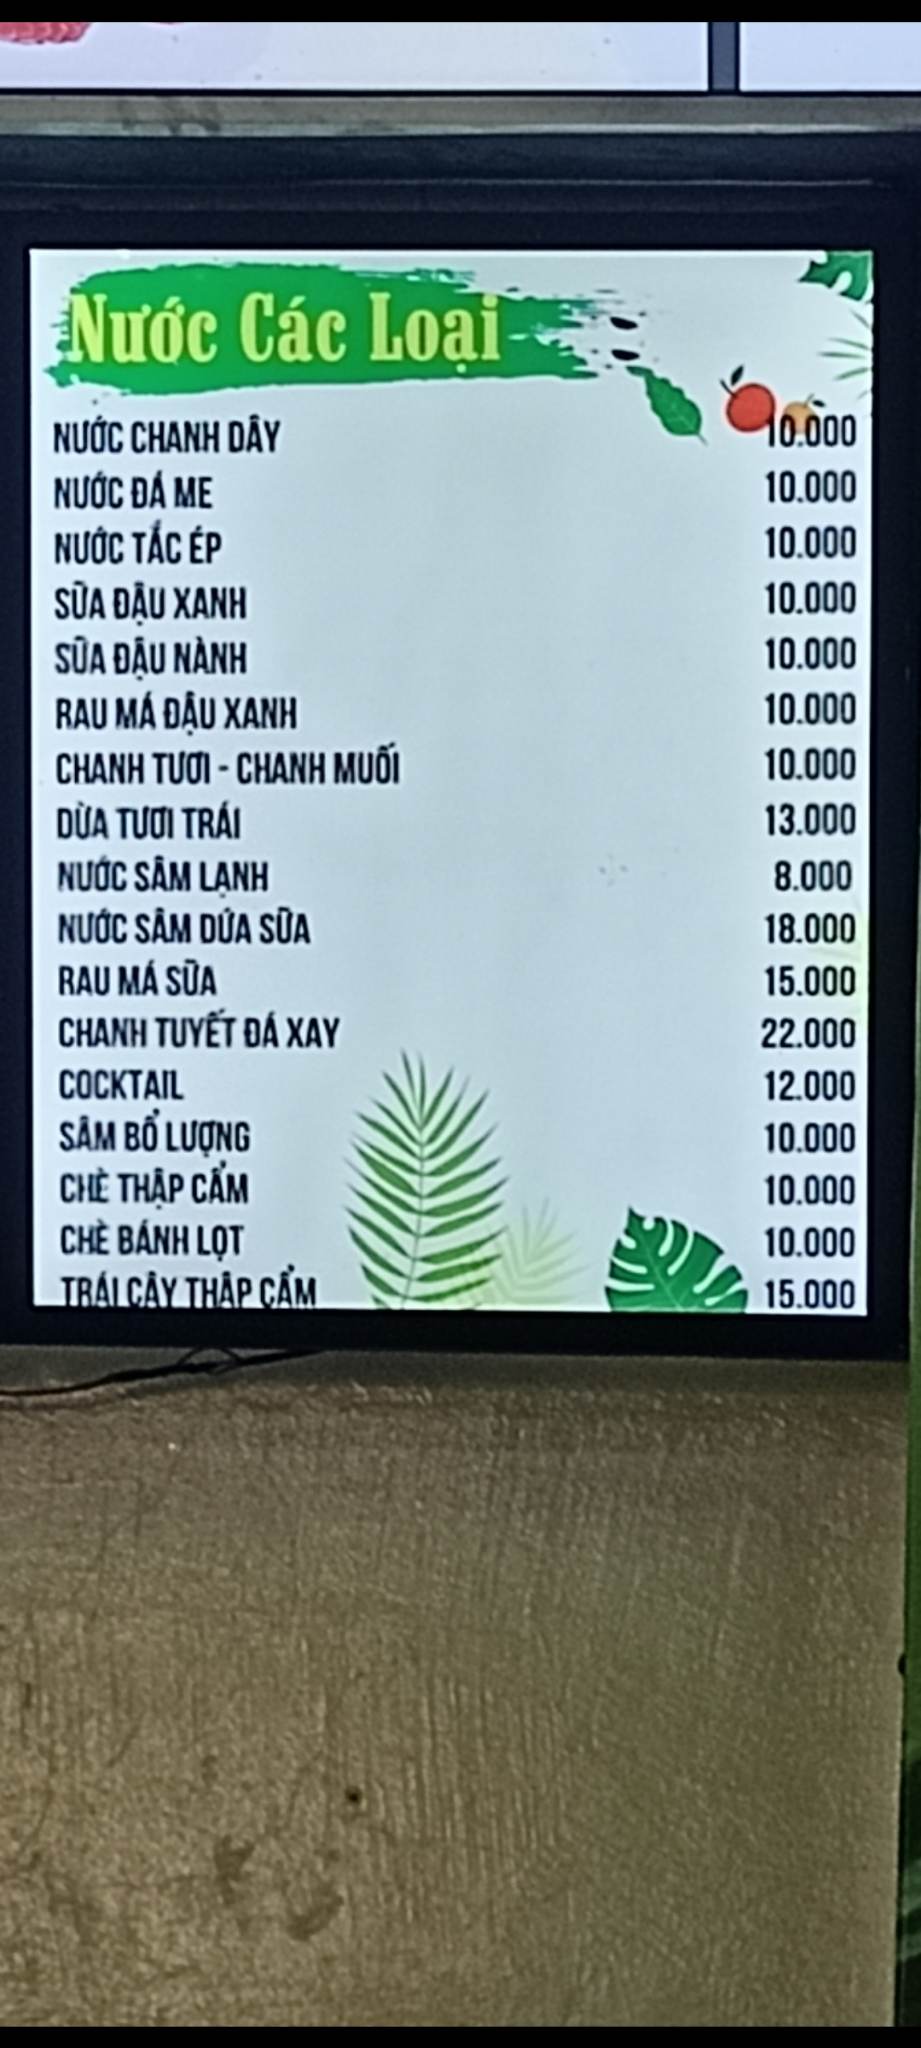 Nước Các Loại
NƯỚC CHANH DÂY 10.000
NƯỚC ĐÁ ME 10.000
NƯỚC TẮC ÉP 10.000
SỮA ĐẬU XANH 10.000
SỮA ĐẬU NÀNH 10.000
RAU MÁ ĐẬU XANH 10.000
CHANH TƯƠI - CHANH MUỐI 10.000
DỪA TƯƠI TRÁI 13.000
NƯỚC SÂM LẠNH 8.000
NƯỚC SÂM DỨA SỮA 18.000
RAU MÁ SỮA 15.000
CHANH TUYẾT ĐÁ XAY 22.000
COCKTAIL 12.000
SÂM BỔ LƯỢNG 10.000
CHÈ THẬP CẨM 10.000
CHÈ BÁNH LỌT 10.000
TRÁI CÂY THẬP CẨM 15.000